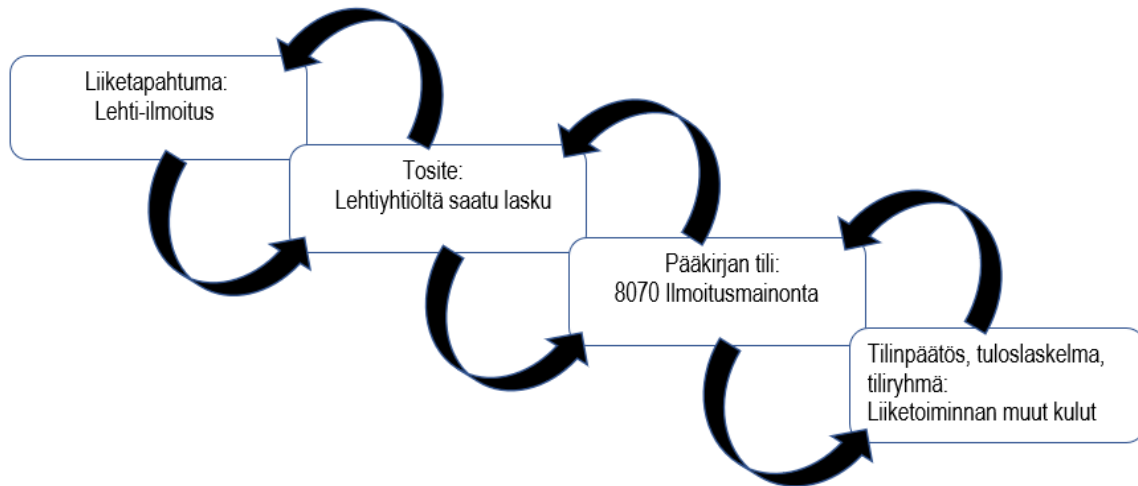 Liiketapahtuma:
Lehti-ilmoitus
Tosite:
Lehtiyhtiöltä saatu lasku
Pääkirjan tili:
8070 Ilmoitusmainonta
Tilinpäätös, tuloslaskelma,
tiliryhmä:
Liiketoiminnan muut kulut